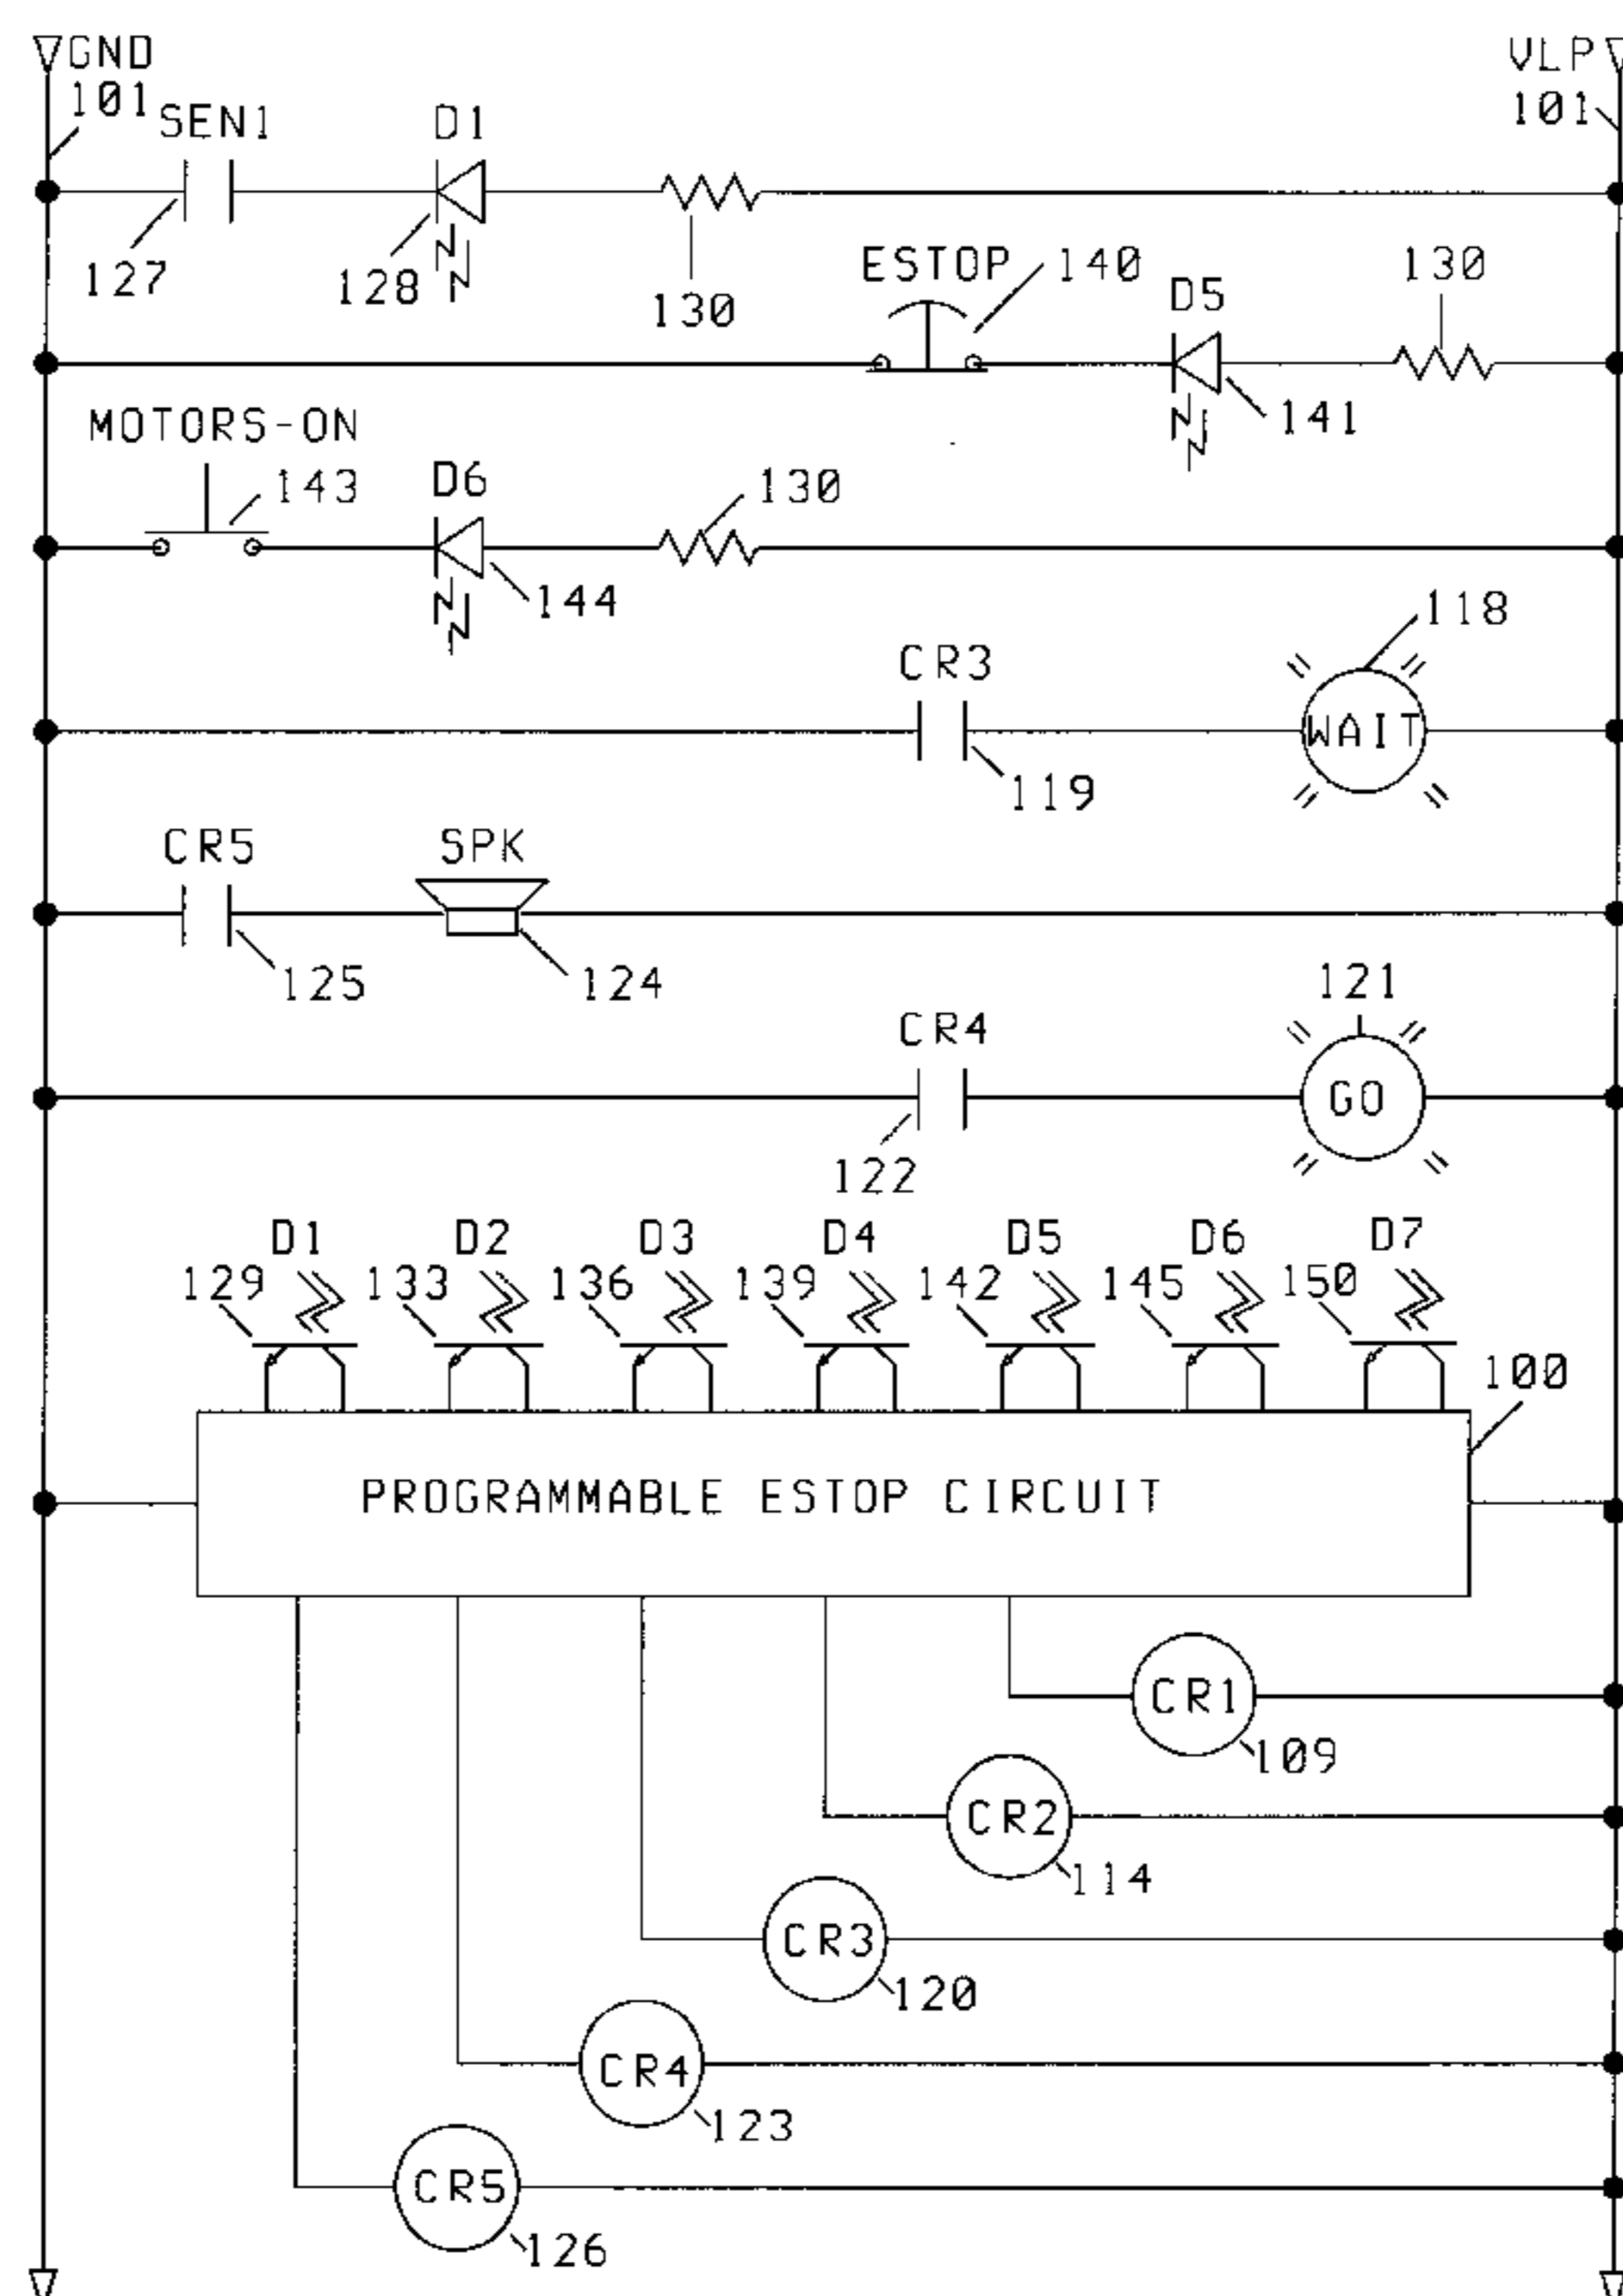 GND VLP
101 101
SEN1 D1
127 128 130
ESTOP 140 D5 130
141
MOTORS-ON
143 D6 130
144
118
CR3 WAIT
119
CR5 SPK
125 124
121
CR4 GO
122
D1 D2 D3 D4 D5 D6 D7
129 133 136 139 142 145 150
100
PROGRAMMABLE ESTOP CIRCUIT
CR1
109
CR2
114
CR3
120
CR4
123
CR5
126